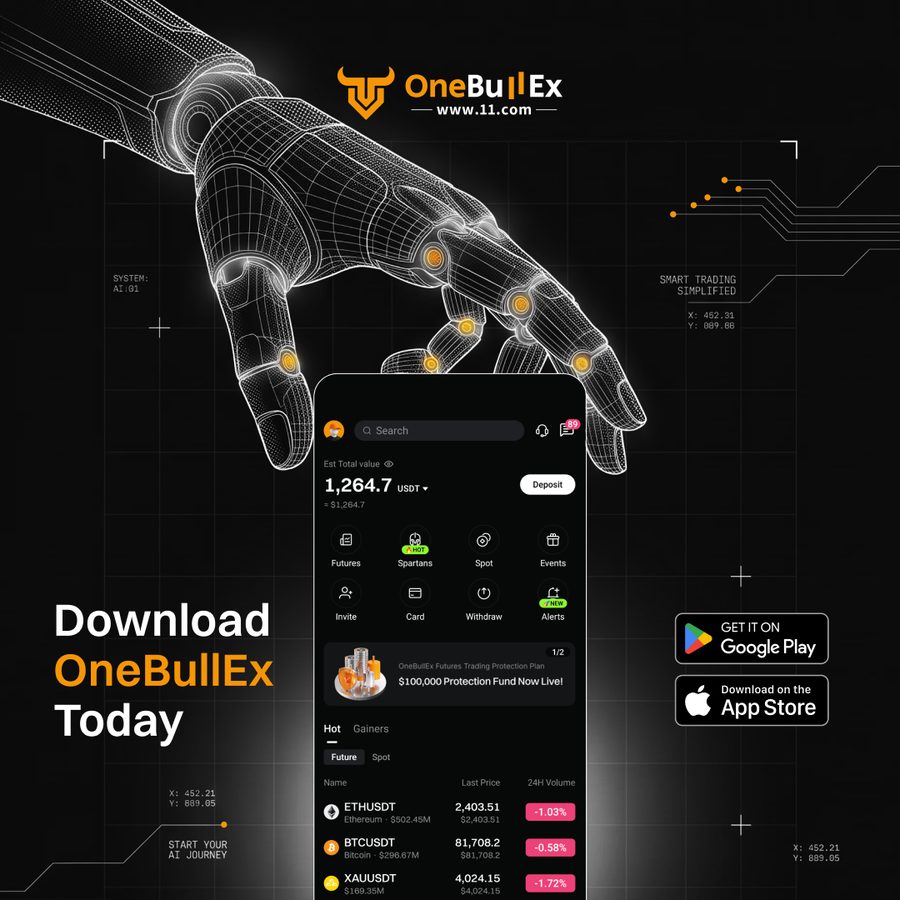 OneBullEx
www.11.com
SYSTEM:
AI:01
SMART TRADING
SIMPLIFIED
X: 452.31
Y: 889.66
Search
89
Est Total value
1,264.7 USDT
≈ $1,264.7
Deposit
Futures
HOT
Spartans
Spot
Events
Invite
Card
Withdraw
NEW
Alerts
1/2
OneBullEx Futures Trading Protection Plan
$100,000 Protection Fund Now Live!
Hot Gainers
Future Spot
Name Last Price 24H Volume
ETHUSDT 2,403.51 -1.03%
Ethereum · $502.45M $2,403.51
BTCUSDT 81,708.2 -0.58%
Bitcoin · $296.67M $81,708.2
XAUUSDT 4,024.15 -1.72%
$169.35M $4,024.15
Download
OneBullEx
Today
GET IT ON
Google Play
Download on the
App Store
X: 452.21
Y: 889.05
START YOUR
AI JOURNEY
X: 452.21
Y: 889.05